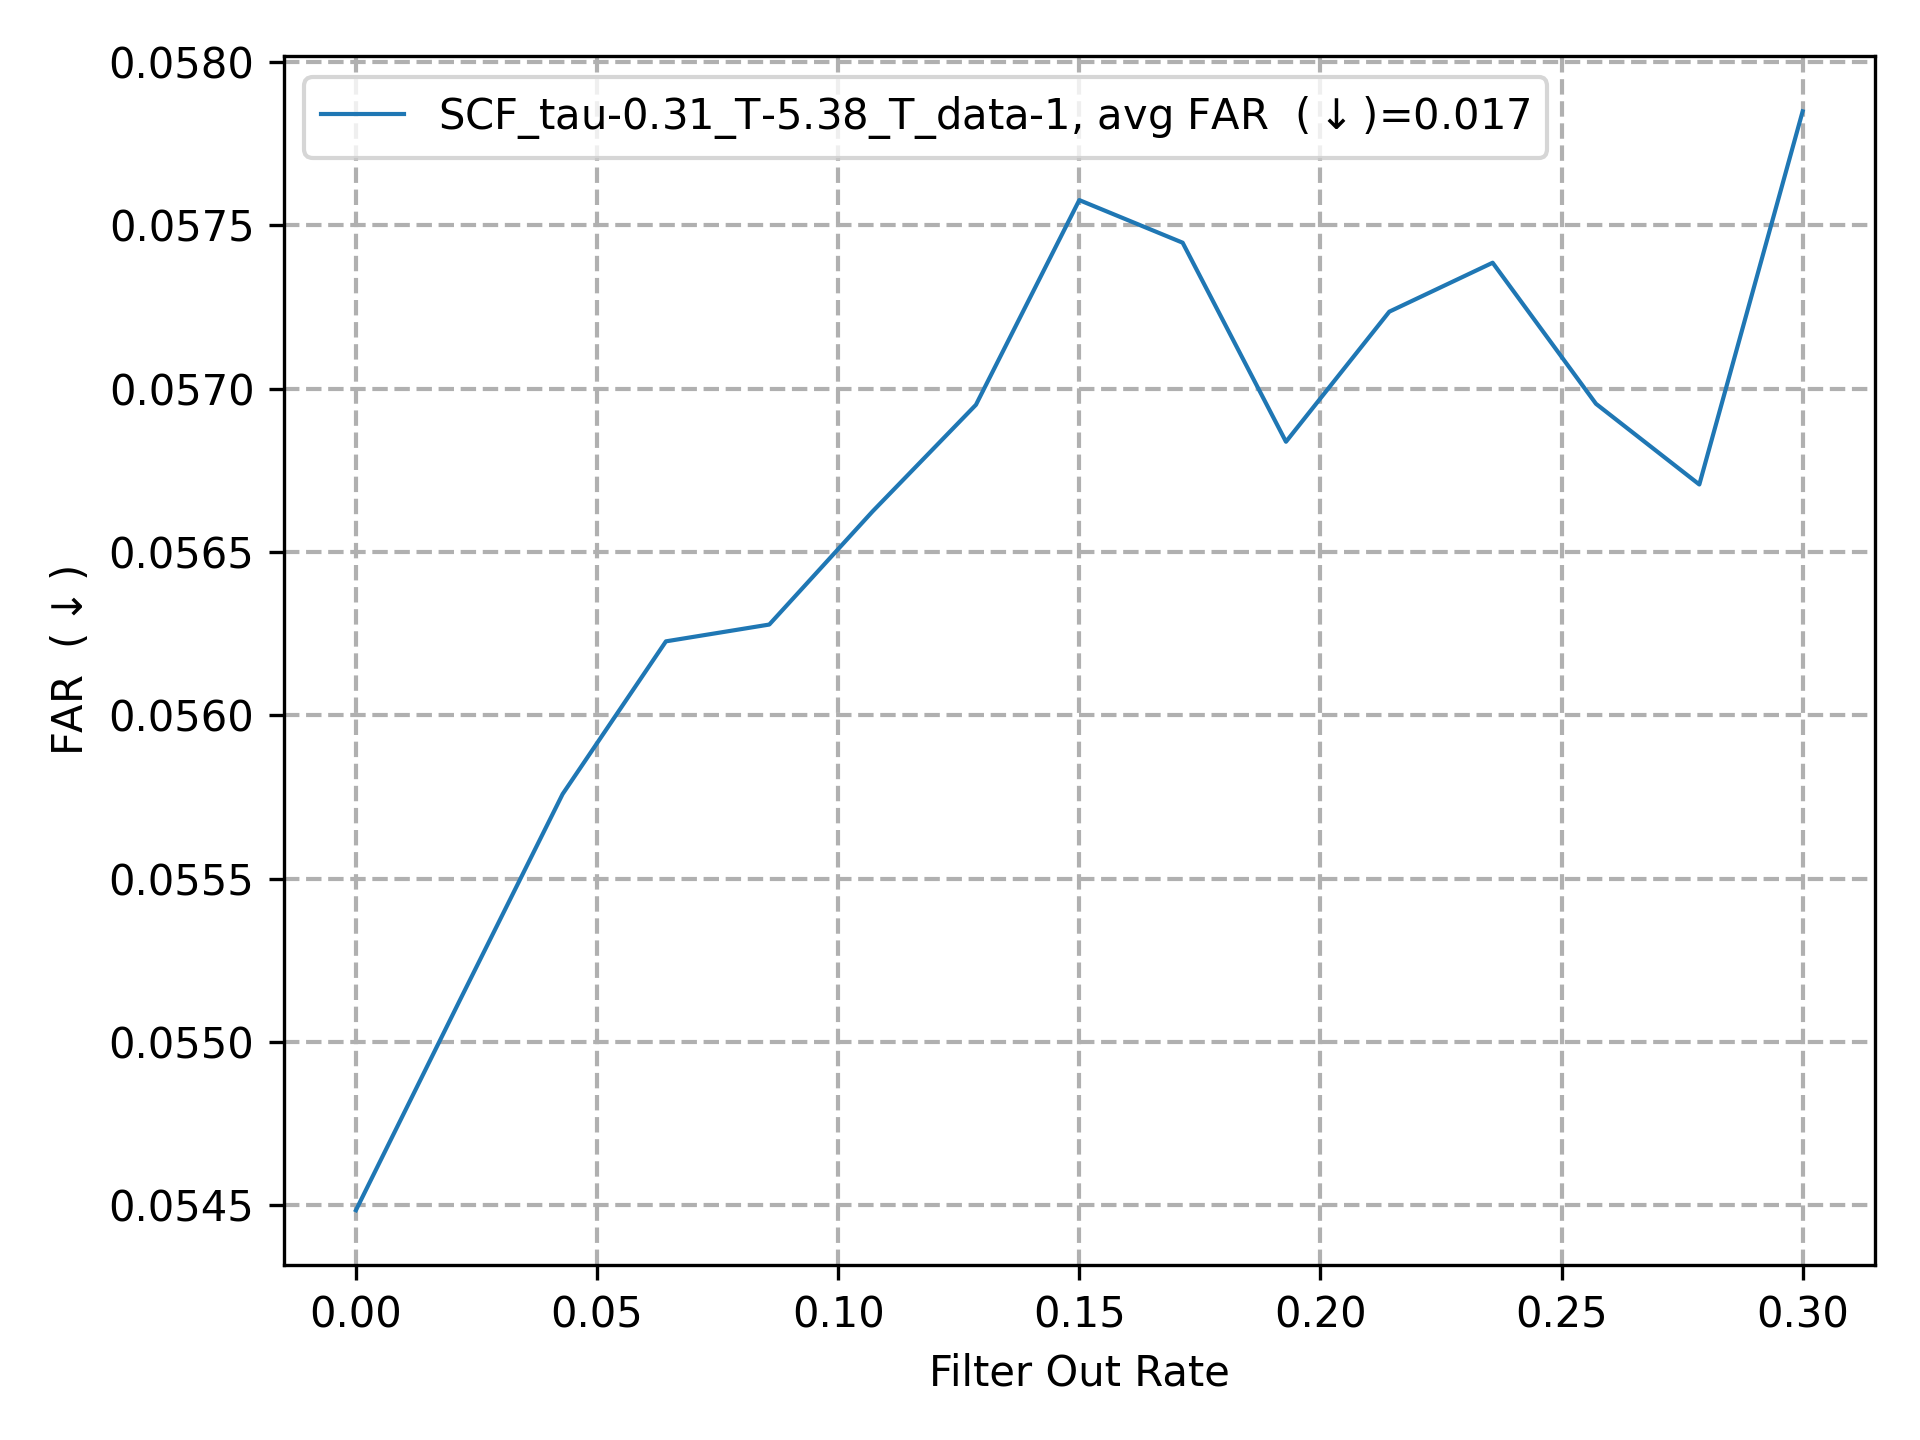 0.0580
SCF_tau-0.31_T-5.38_T_data-1, avg FAR (↓)=0.017
0.0575
0.0570
0.0565
0.0560
0.0555
0.0550
0.0545
FAR (↓)
0.00 0.05 0.10 0.15 0.20 0.25 0.30
Filter Out Rate